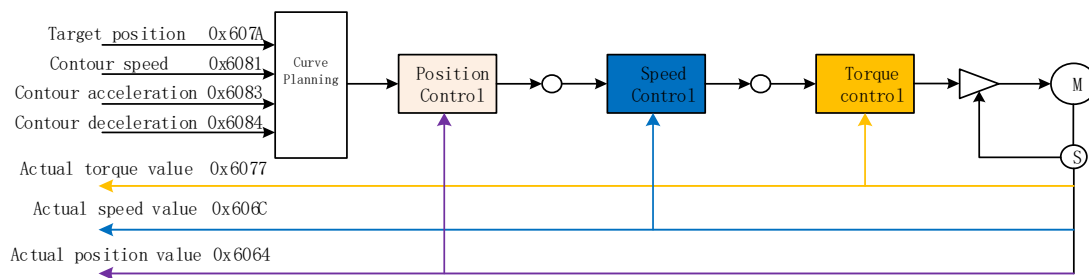 Target position 0x607A
Contour speed 0x6081
Contour acceleration 0x6083
Contour deceleration 0x6084
Curve
Planning
Position
Control
Speed
Control
Torque
control
M
S
Actual torque value 0x6077
Actual speed value 0x606C
Actual position value 0x6064